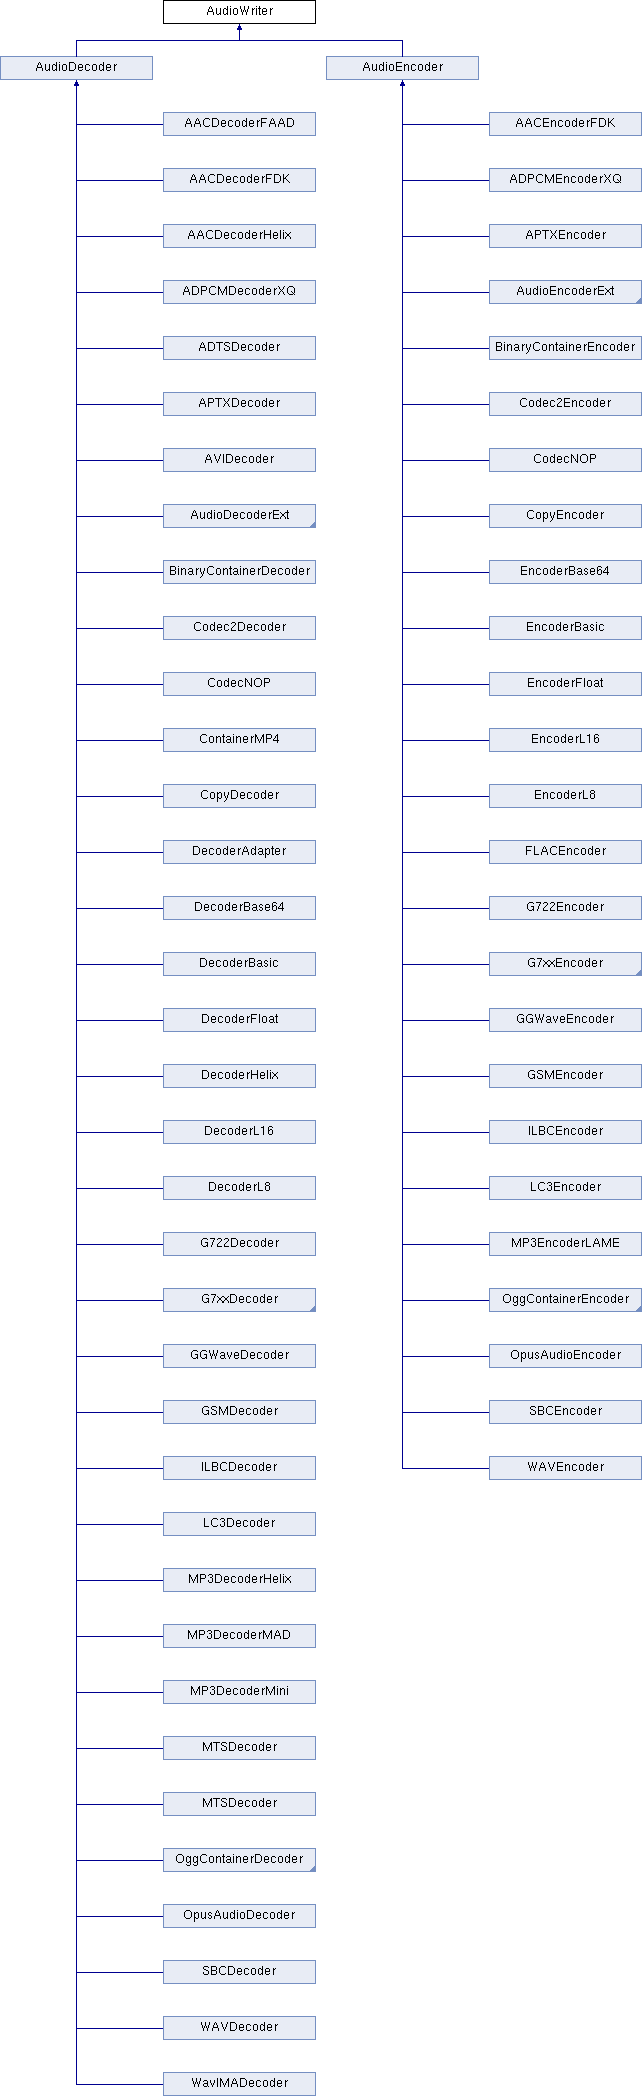 AudioWriter
AudioDecoder
AudioEncoder
AACDecoderFAAD
AACEncoderFDK
AACDecoderFDK
ADPCMEncoderXQ
AACDecoderHelix
APTXEncoder
ADPCMDecoderXQ
AudioEncoderExt
ADTSDecoder
BinaryContainerEncoder
APTXDecoder
Codec2Encoder
AVIDecoder
CodecNOP
AudioDecoderExt
CopyEncoder
BinaryContainerDecoder
EncoderBase64
Codec2Decoder
EncoderBasic
CodecNOP
EncoderFloat
ContainerMP4
EncoderL16
CopyDecoder
EncoderL8
DecoderAdapter
FLACEncoder
DecoderBase64
G722Encoder
DecoderBasic
G7xxEncoder
DecoderFloat
GGWaveEncoder
DecoderHelix
GSMEncoder
DecoderL16
ILBCEncoder
DecoderL8
LC3Encoder
G722Decoder
MP3EncoderLAME
G7xxDecoder
OggContainerEncoder
GGWaveDecoder
OpusAudioEncoder
GSMDecoder
SBCEncoder
ILBCDecoder
WAVEncoder
LC3Decoder
MP3DecoderHelix
MP3DecoderMAD
MP3DecoderMini
MTSDecoder
MTSDecoder
OggContainerDecoder
OpusAudioDecoder
SBCDecoder
WAVDecoder
WavIMADecoder